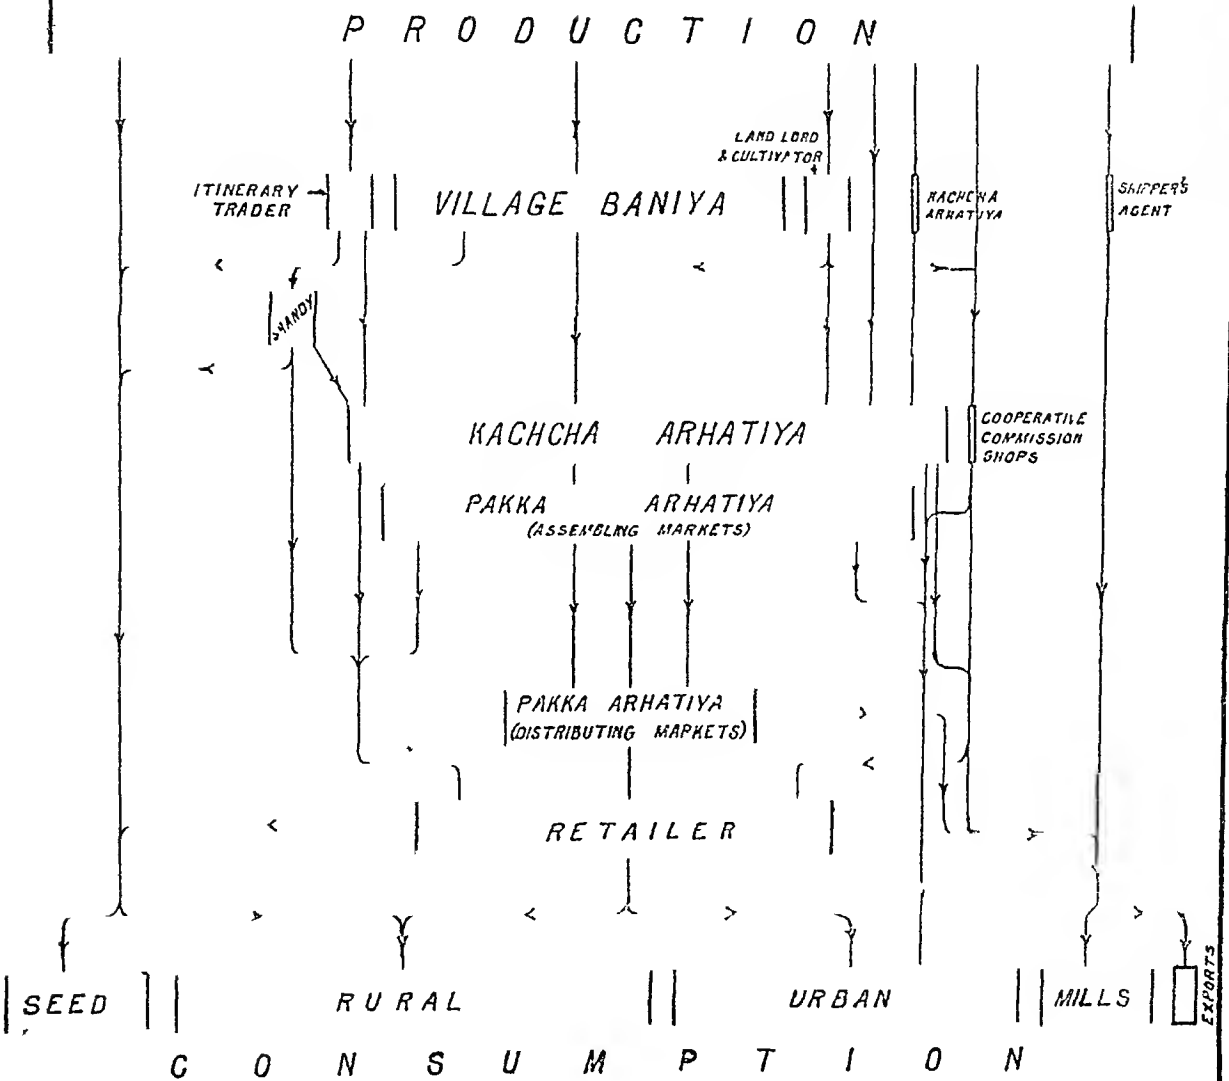 PRODUCTION
LAND LORD
& CULTIVATOR
ITINERARY
TRADER
VILLAGE BANIYA
KACHCHA
ARHATIYA
SHIPPER'S
AGENT
SHANDY
KACHCHA ARHATIYA
COOPERATIVE
COMMISSION
SHOPS
PAKKA ARHATIYA
(ASSEMBLING MARKETS)
PAKKA ARHATIYA
(DISTRIBUTING MARKETS)
RETAILER
SEED
RURAL
URBAN
MILLS
EXPORTS
CONSUMPTION